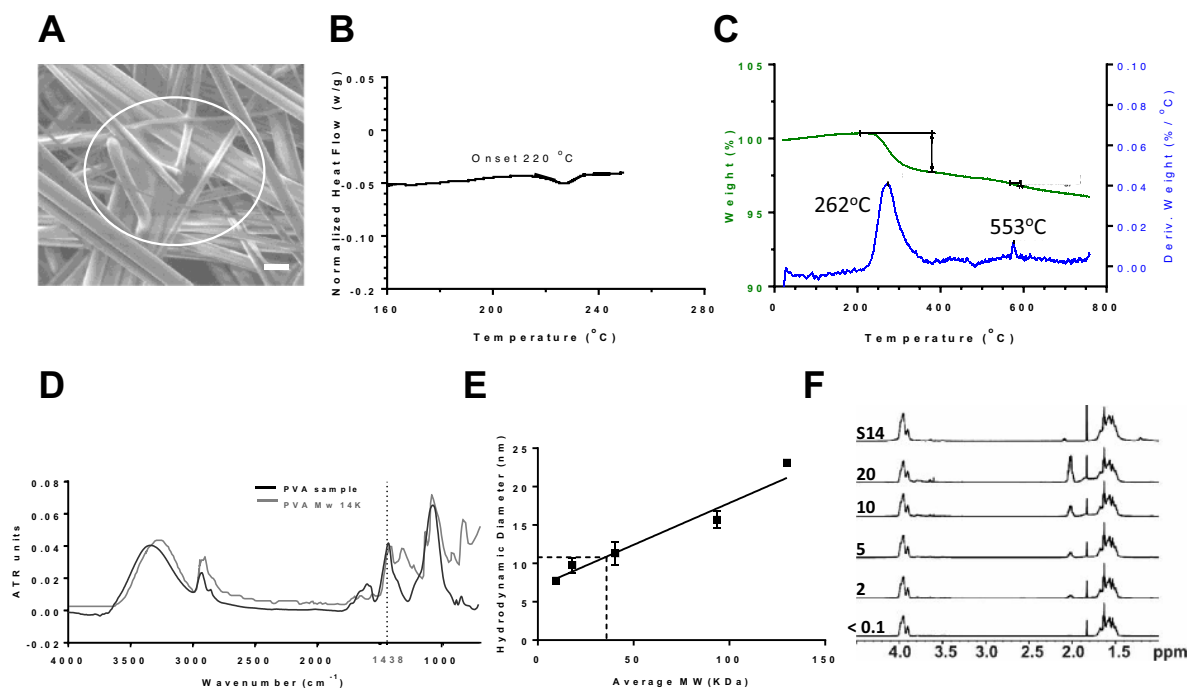 A
B
C
Normalized Heat Flow (w/g)
0.05
0
-0.05
-0.10
-0.2
Onset 220 °C
160
200
240
280
Temperature (°C)
Weight (%)
105
100
95
90
262°C
553°C
0.10
0.08
0.06
0.04
0.02
0.00
Deriv. Weight (% / °C)
0
200
400
600
800
Temperature (°C)
D
E
F
ATR units
0.08
0.06
0.04
0.02
0.00
-0.02
PVA sample
PVA Mw 14K
4000
3000
2000
1438
1000
Wavenumber (cm-1)
Hydrodynamic Diameter (nm)
25
20
15
10
5
0
0
50
100
150
Average MW(KDa)
S14
20
10
5
2
< 0.1
4.0
3.5
3.0
2.5
2.0
1.5
ppm